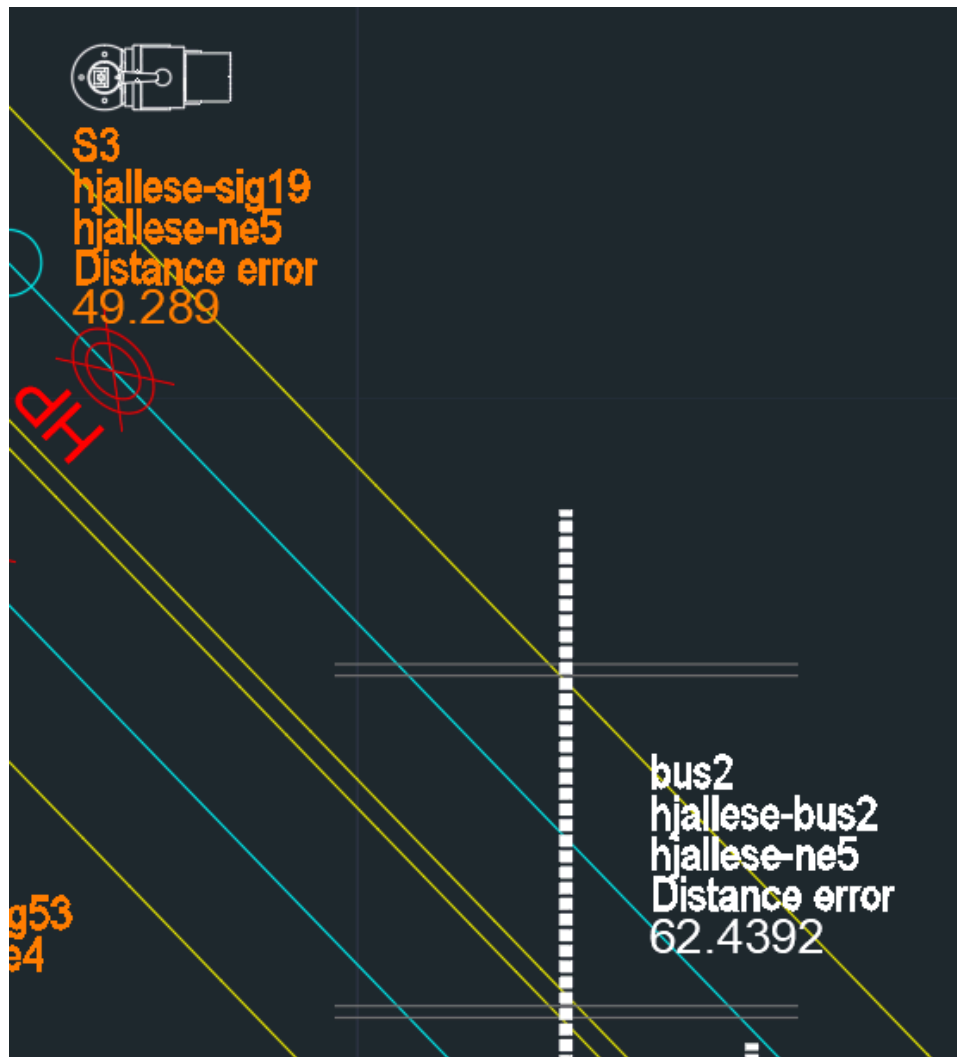 S3
hjallese-sig19
hjallese-ne5
Distance error
49.289
HP
bus2
hjallese-bus2
hjallese-ne5
Distance error
62.4392
g53
e4